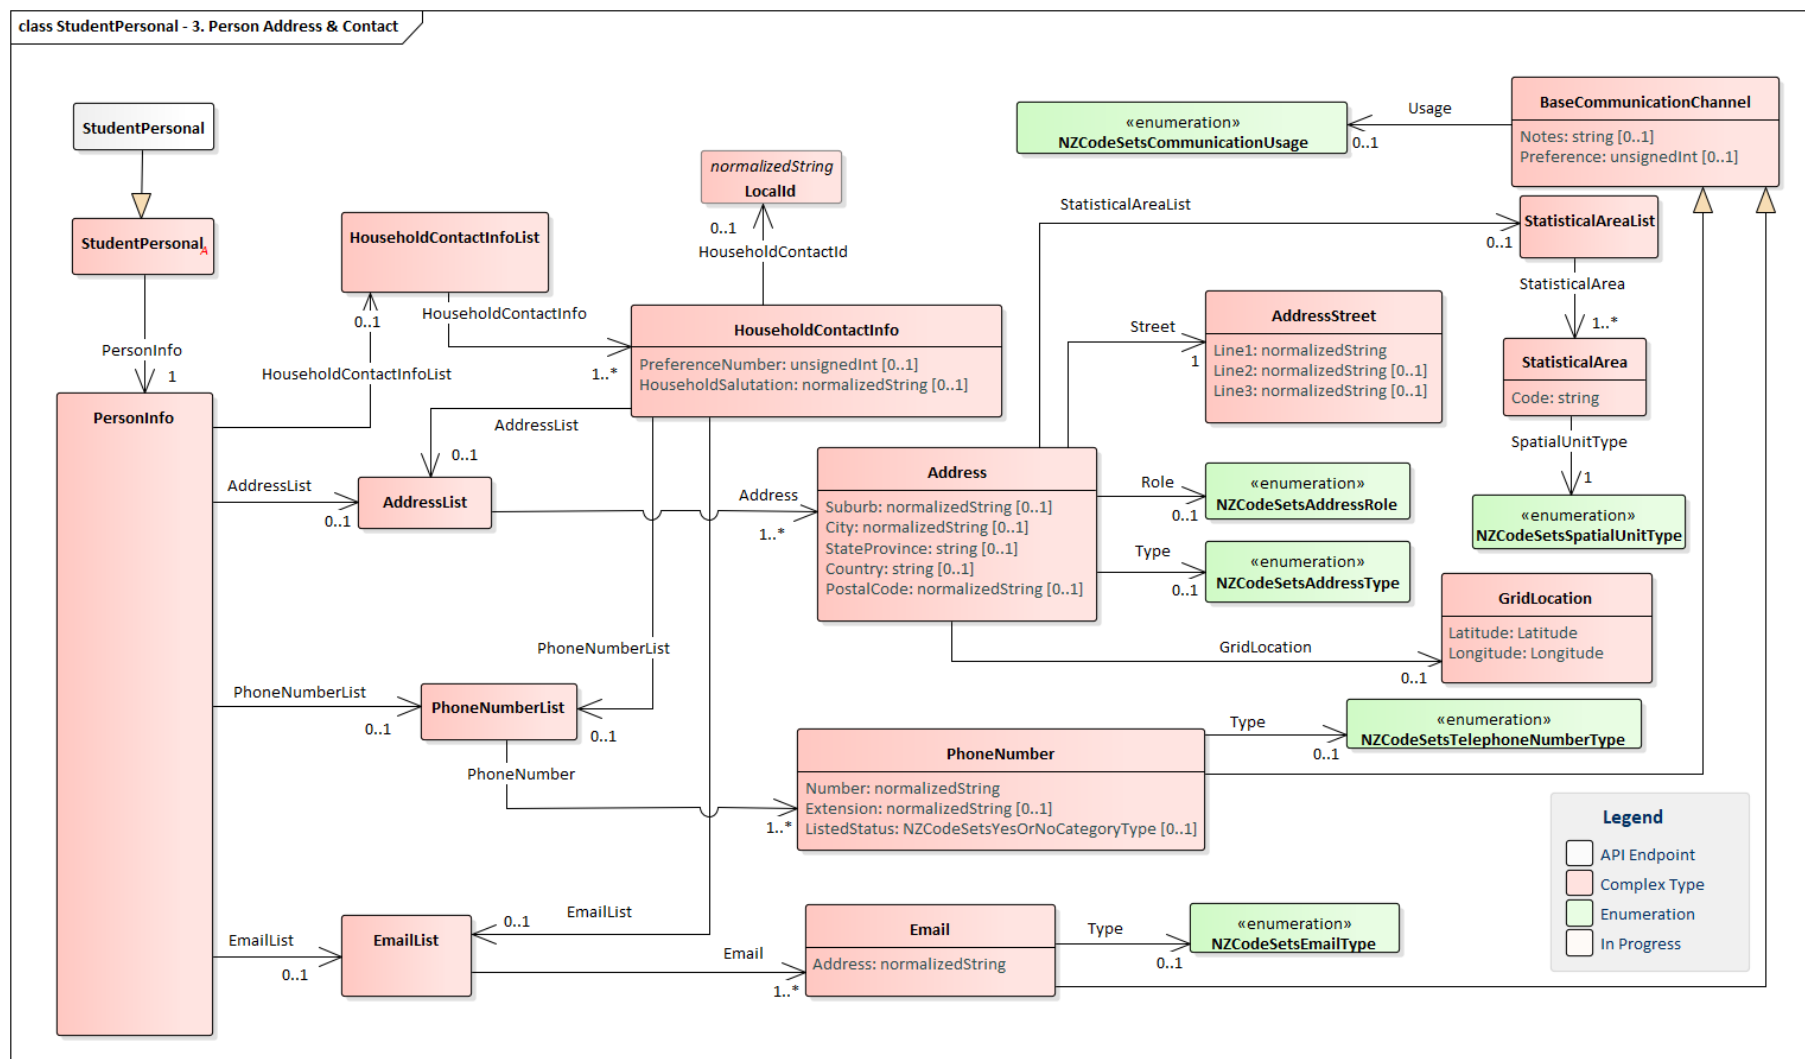 class StudentPersonal - 3. Person Address & Contact
StudentPersonal
StudentPersonal
A
PersonInfo
1
PersonInfo
HouseholdContactInfoList
0..1
HouseholdContactInfoList
HouseholdContactInfo
1..*
normalizedString
LocalId
0..1
HouseholdContactId
HouseholdContactInfo
PreferenceNumber: unsignedInt [0..1]
HouseholdSalutation: normalizedString [0..1]
AddressList
0..1
AddressList
0..1
AddressList
Address
1..*
Address
Suburb: normalizedString [0..1]
City: normalizedString [0..1]
StateProvince: string [0..1]
Country: string [0..1]
PostalCode: normalizedString [0..1]
«enumeration»
NZCodeSetsCommunicationUsage
Usage
0..1
BaseCommunicationChannel
Notes: string [0..1]
Preference: unsignedInt [0..1]
StatisticalAreaList
0..1
StatisticalAreaList
StatisticalArea
1..*
StatisticalArea
Code: string
SpatialUnitType
1
«enumeration»
NZCodeSetsSpatialUnitType
Street
1
AddressStreet
Line1: normalizedString
Line2: normalizedString [0..1]
Line3: normalizedString [0..1]
Role
0..1
«enumeration»
NZCodeSetsAddressRole
Type
0..1
«enumeration»
NZCodeSetsAddressType
GridLocation
0..1
GridLocation
Latitude: Latitude
Longitude: Longitude
PhoneNumberList
0..1
PhoneNumberList
0..1
PhoneNumberList
PhoneNumber
1..*
PhoneNumber
Number: normalizedString
Extension: normalizedString [0..1]
ListedStatus: NZCodeSetsYesOrNoCategoryType [0..1]
Type
0..1
«enumeration»
NZCodeSetsTelephoneNumberType
EmailList
0..1
EmailList
0..1
EmailList
Email
1..*
Email
Address: normalizedString
Type
0..1
«enumeration»
NZCodeSetsEmailType
Legend
API Endpoint
Complex Type
Enumeration
In Progress